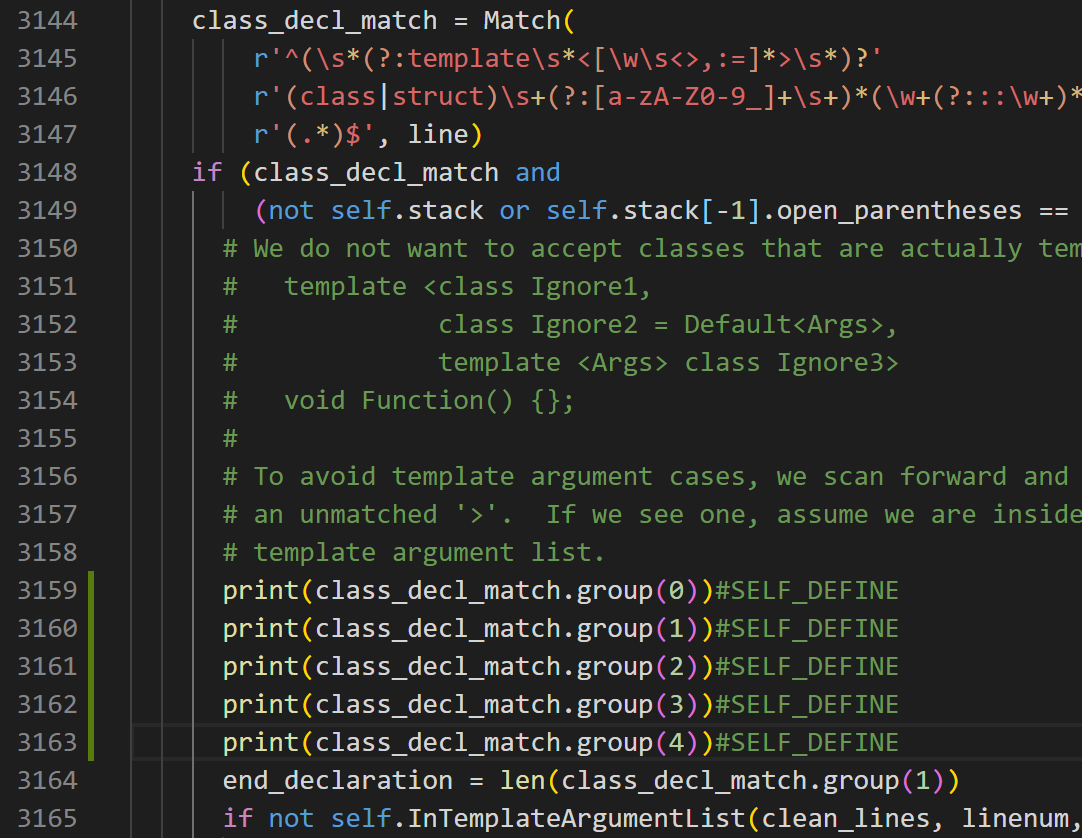 3144 class_decl_match = Match(
3145 r'^(\s*(?:template\s*<[\w\s<>,:=]*>\s*)?'
3146 r'(class|struct)\s+(?:[a-zA-Z0-9_]+\s+)*(\w+(?:::\w+)*
3147 r'(.*)$', line)
3148 if (class_decl_match and
3149 (not self.stack or self.stack[-1].open_parentheses ==
3150 # We do not want to accept classes that are actually tem
3151 # template <class Ignore1,
3152 # class Ignore2 = Default<Args>,
3153 # template <Args> class Ignore3>
3154 # void Function() {};
3155 #
3156 # To avoid template argument cases, we scan forward and
3157 # an unmatched '>'. If we see one, assume we are inside
3158 # template argument list.
3159 print(class_decl_match.group(0))#SELF_DEFINE
3160 print(class_decl_match.group(1))#SELF_DEFINE
3161 print(class_decl_match.group(2))#SELF_DEFINE
3162 print(class_decl_match.group(3))#SELF_DEFINE
3163 print(class_decl_match.group(4))#SELF_DEFINE
3164 end_declaration = len(class_decl_match.group(1))
3165 if not self.InTemplateArgumentList(clean_lines, linenum,